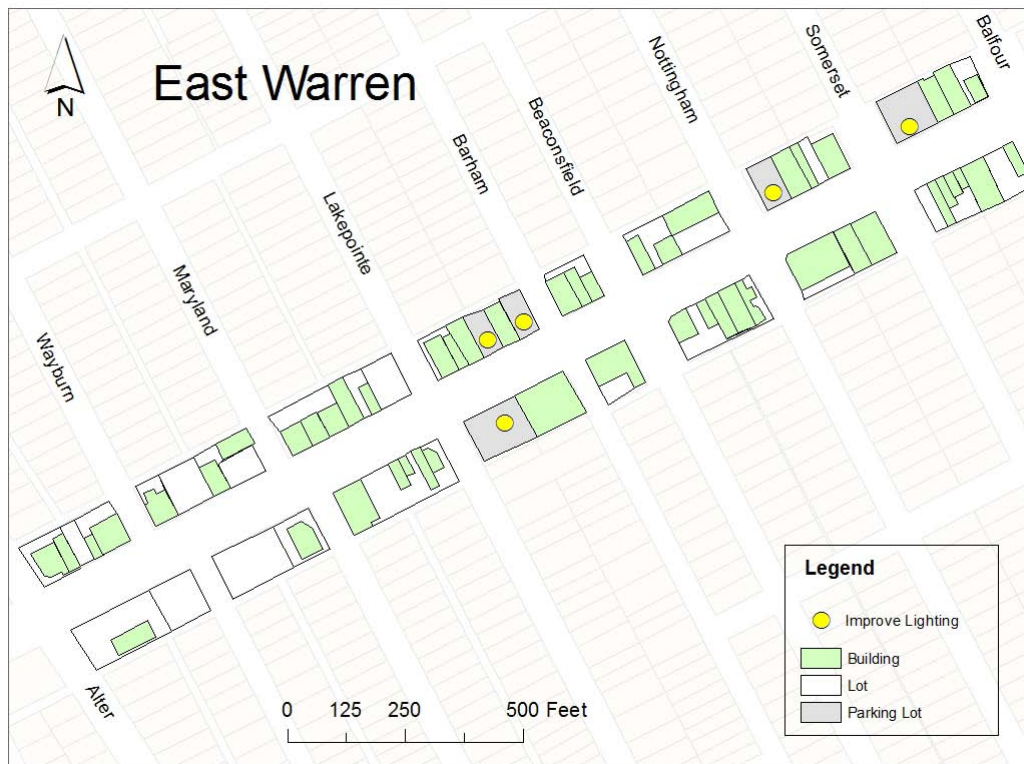 East Warren
N
Balfour
Somerset
Nottingham
Beaconsfield
Barham
Lakepointe
Maryland
Wayburn
Alter
0 125 250 500 Feet
Legend
Improve Lighting
Building
Lot
Parking Lot